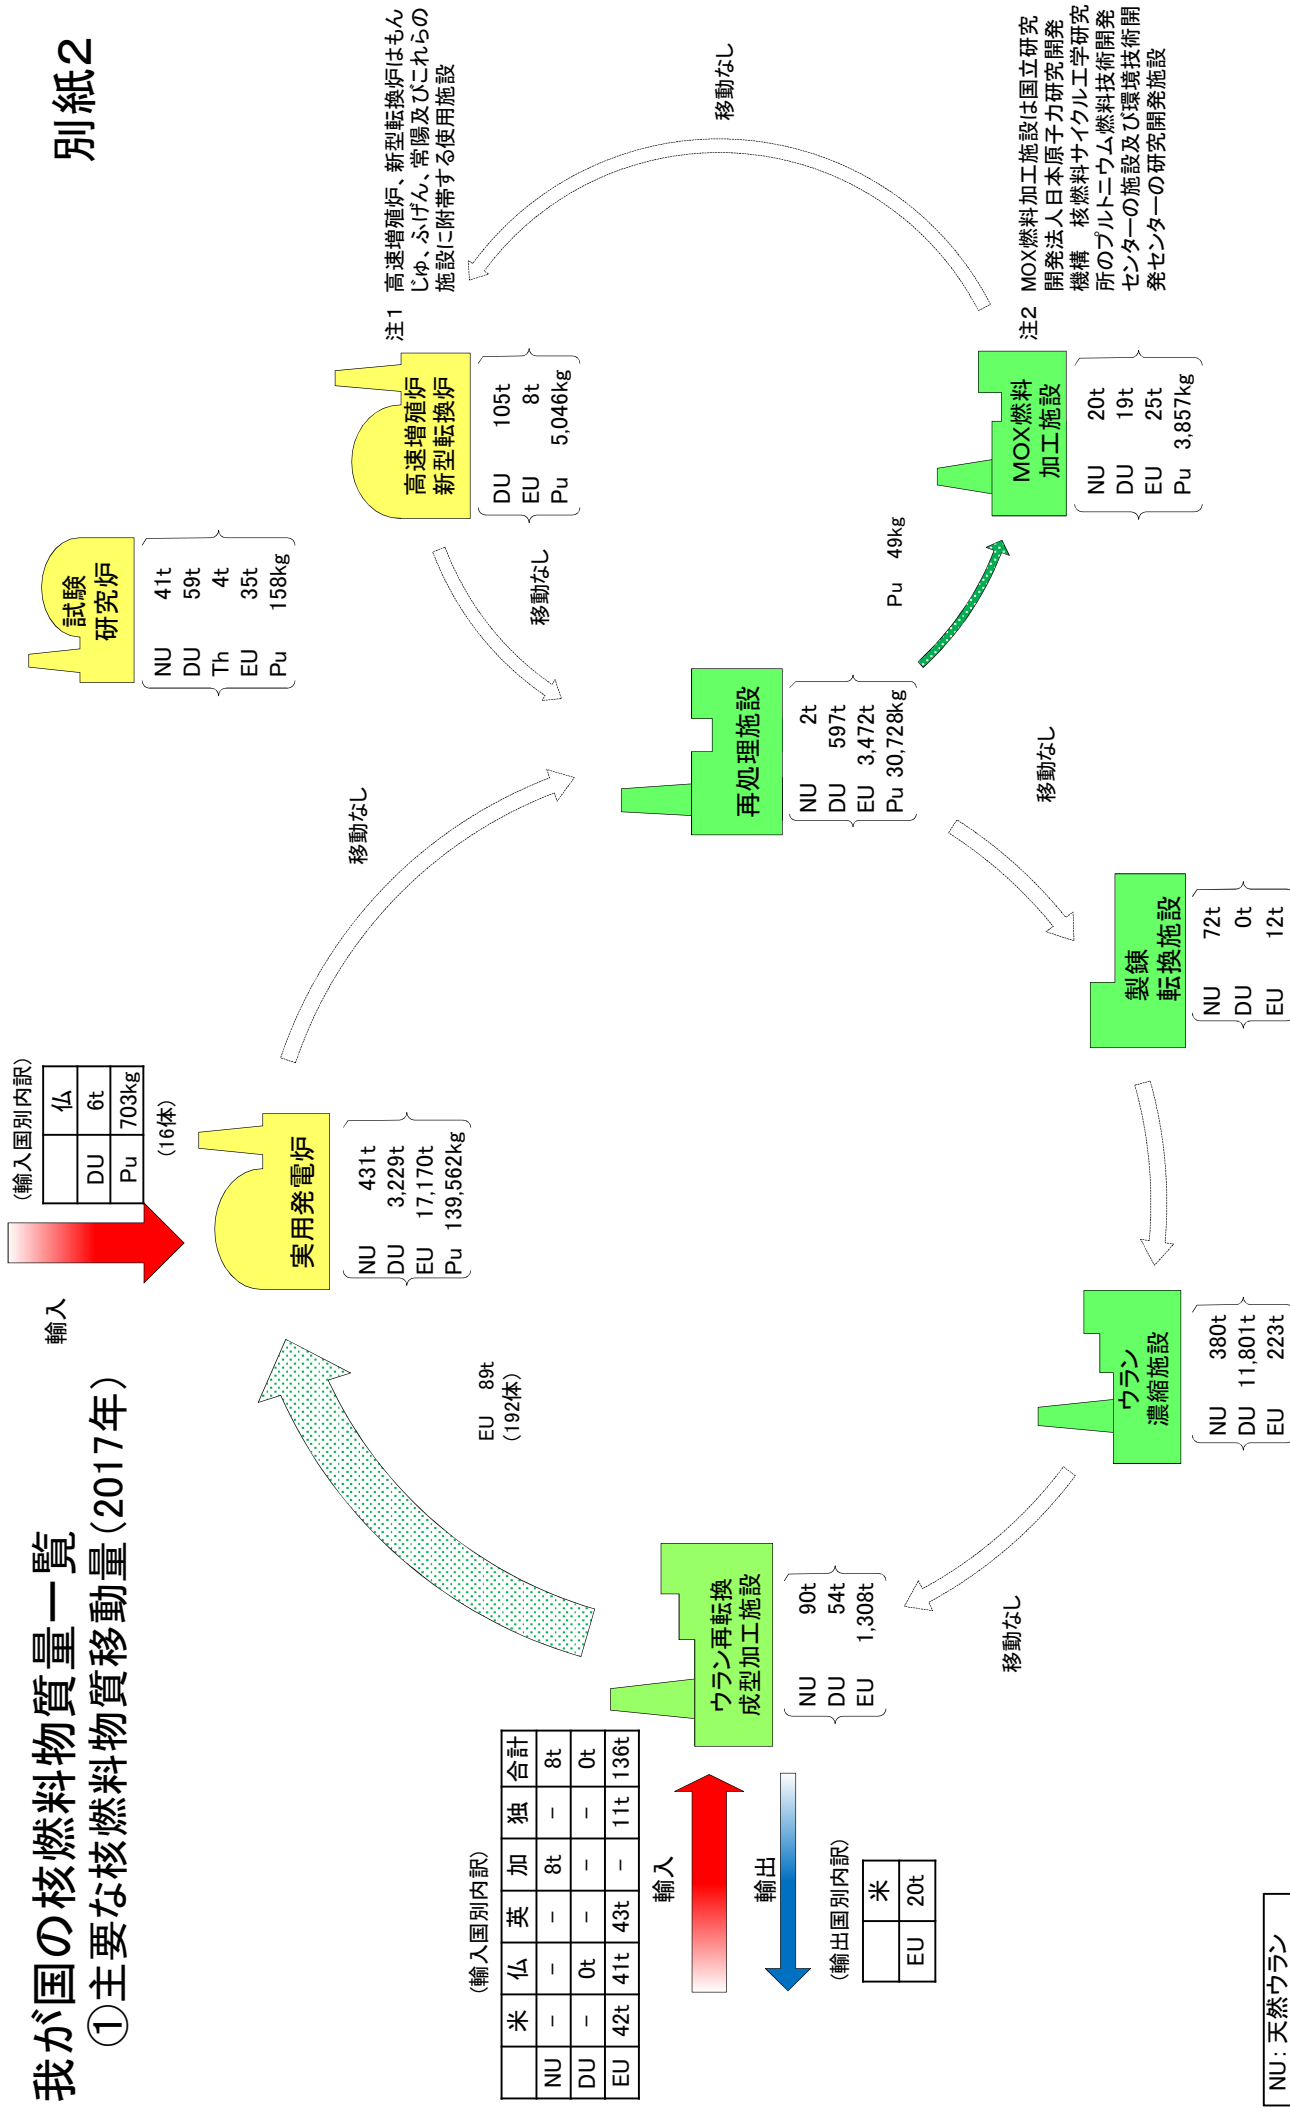 別紙2
我が国の核燃料物質量一覧
①主要な核燃料物質移動量(2017年)
輸入
(輸入国別内訳)
仏
DU 6t
Pu 703kg
(16体)
実用発電炉
NU 431t
DU 3,229t
EU 17,170t
Pu 139,562kg
試験
研究炉
NU 41t
DU 59t
Th 4t
EU 35t
Pu 158kg
高速増殖炉
新型転換炉
DU 105t
EU 8t
Pu 5,046kg
注1 高速増殖炉、新型転換炉はもん
じゅ、ふげん、常陽及びこれらの
施設に附帯する使用施設
移動なし
移動なし
移動なし
EU 89t
(192体)
(輸入国別内訳)
米 仏 英 加 独 合計
NU － － － 8t － 8t
DU － 0t － － － 0t
EU 42t 41t 43t － 11t 136t
輸入
輸出
(輸出国別内訳)
米
EU 20t
ウラン再転換
成型加工施設
NU 90t
DU 54t
EU 1,308t
再処理施設
NU 2t
DU 597t
EU 3,472t
Pu 30,728kg
Pu 49kg
MOX燃料
加工施設
NU 20t
DU 19t
EU 25t
Pu 3,857kg
注2 MOX燃料加工施設は国立研究
開発法人日本原子力研究開発
機構 核燃料サイクル工学研究
所のプルトニウム燃料技術開発
センターの施設及び環境技術開
発センターの研究開発施設
移動なし
移動なし
ウラン
濃縮施設
NU 380t
DU 11,801t
EU 223t
製錬
転換施設
NU 72t
DU 0t
EU 12t
NU: 天然ウラン